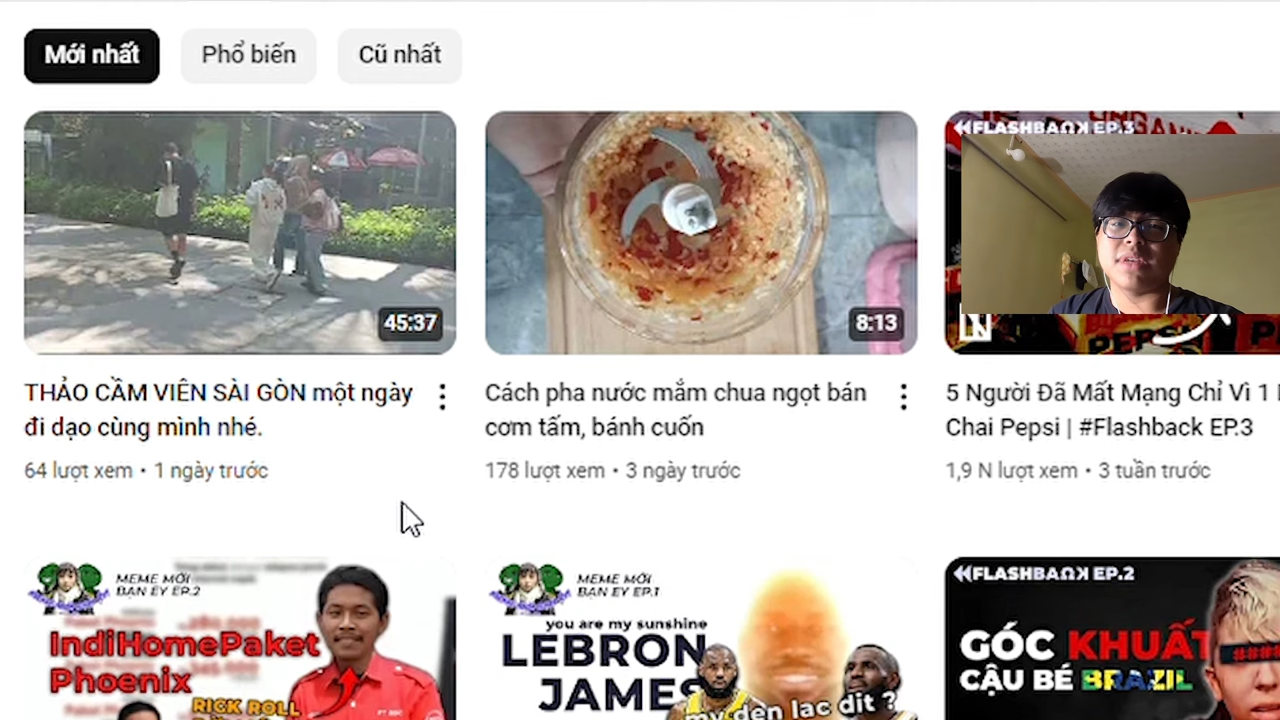 Mới nhất
Phổ biến
Cũ nhất
FLASHBACK EP.3
45:37
8:13
PEPSI
THẢO CẦM VIÊN SÀI GÒN một ngày
đi dạo cùng mình nhé.
64 lượt xem • 1 ngày trước
Cách pha nước mắm chua ngọt bán
cơm tấm, bánh cuốn
178 lượt xem • 3 ngày trước
5 Người Đã Mất Mạng Chỉ Vì 1
Chai Pepsi | #Flashback EP.3
1,9 N lượt xem • 3 tuần trước
MEME MỚI
BẠN EY EP.2
IndiHomePaket
Phoenix
RICK ROLL
MEME MỚI
BẠN EY EP.1
you are my sunshine
LEBRON
JAMES
my đen lac dit ?
FLASHBACK EP.2
GÓC KHUẤT
CẬU BÉ BRAZIL